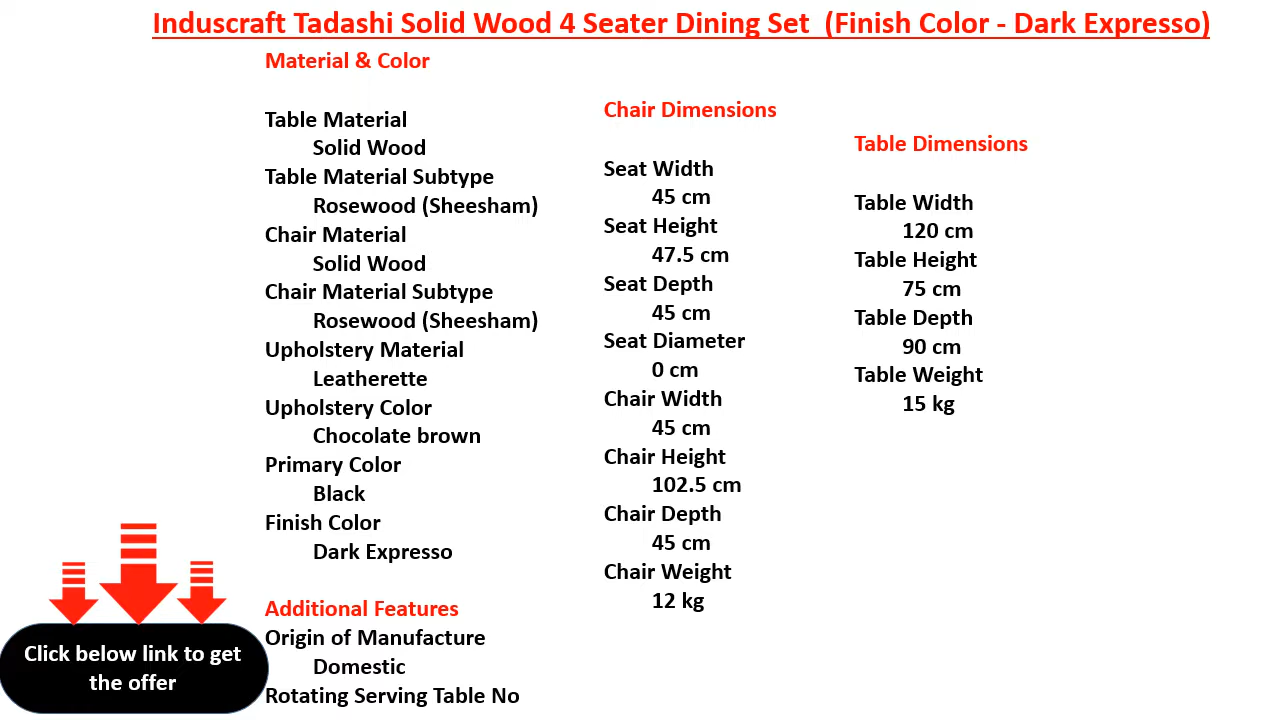 Induscraft Tadashi Solid Wood 4 Seater Dining Set  (Finish Color - Dark Expresso)
Material & Color
Table Material
Solid Wood
Table Material Subtype
Rosewood (Sheesham)
Chair Material
Solid Wood
Chair Material Subtype
Rosewood (Sheesham)
Upholstery Material
Leatherette
Upholstery Color
Chocolate brown
Primary Color
Black
Finish Color
Dark Expresso
Additional Features
Origin of Manufacture
Domestic
Rotating Serving Table No
Chair Dimensions
Seat Width
45 cm
Seat Height
47.5 cm
Seat Depth
45 cm
Seat Diameter
0 cm
Chair Width
45 cm
Chair Height
102.5 cm
Chair Depth
45 cm
Chair Weight
12 kg
Table Dimensions
Table Width
120 cm
Table Height
75 cm
Table Depth
90 cm
Table Weight
15 kg
Click below link to get
the offer